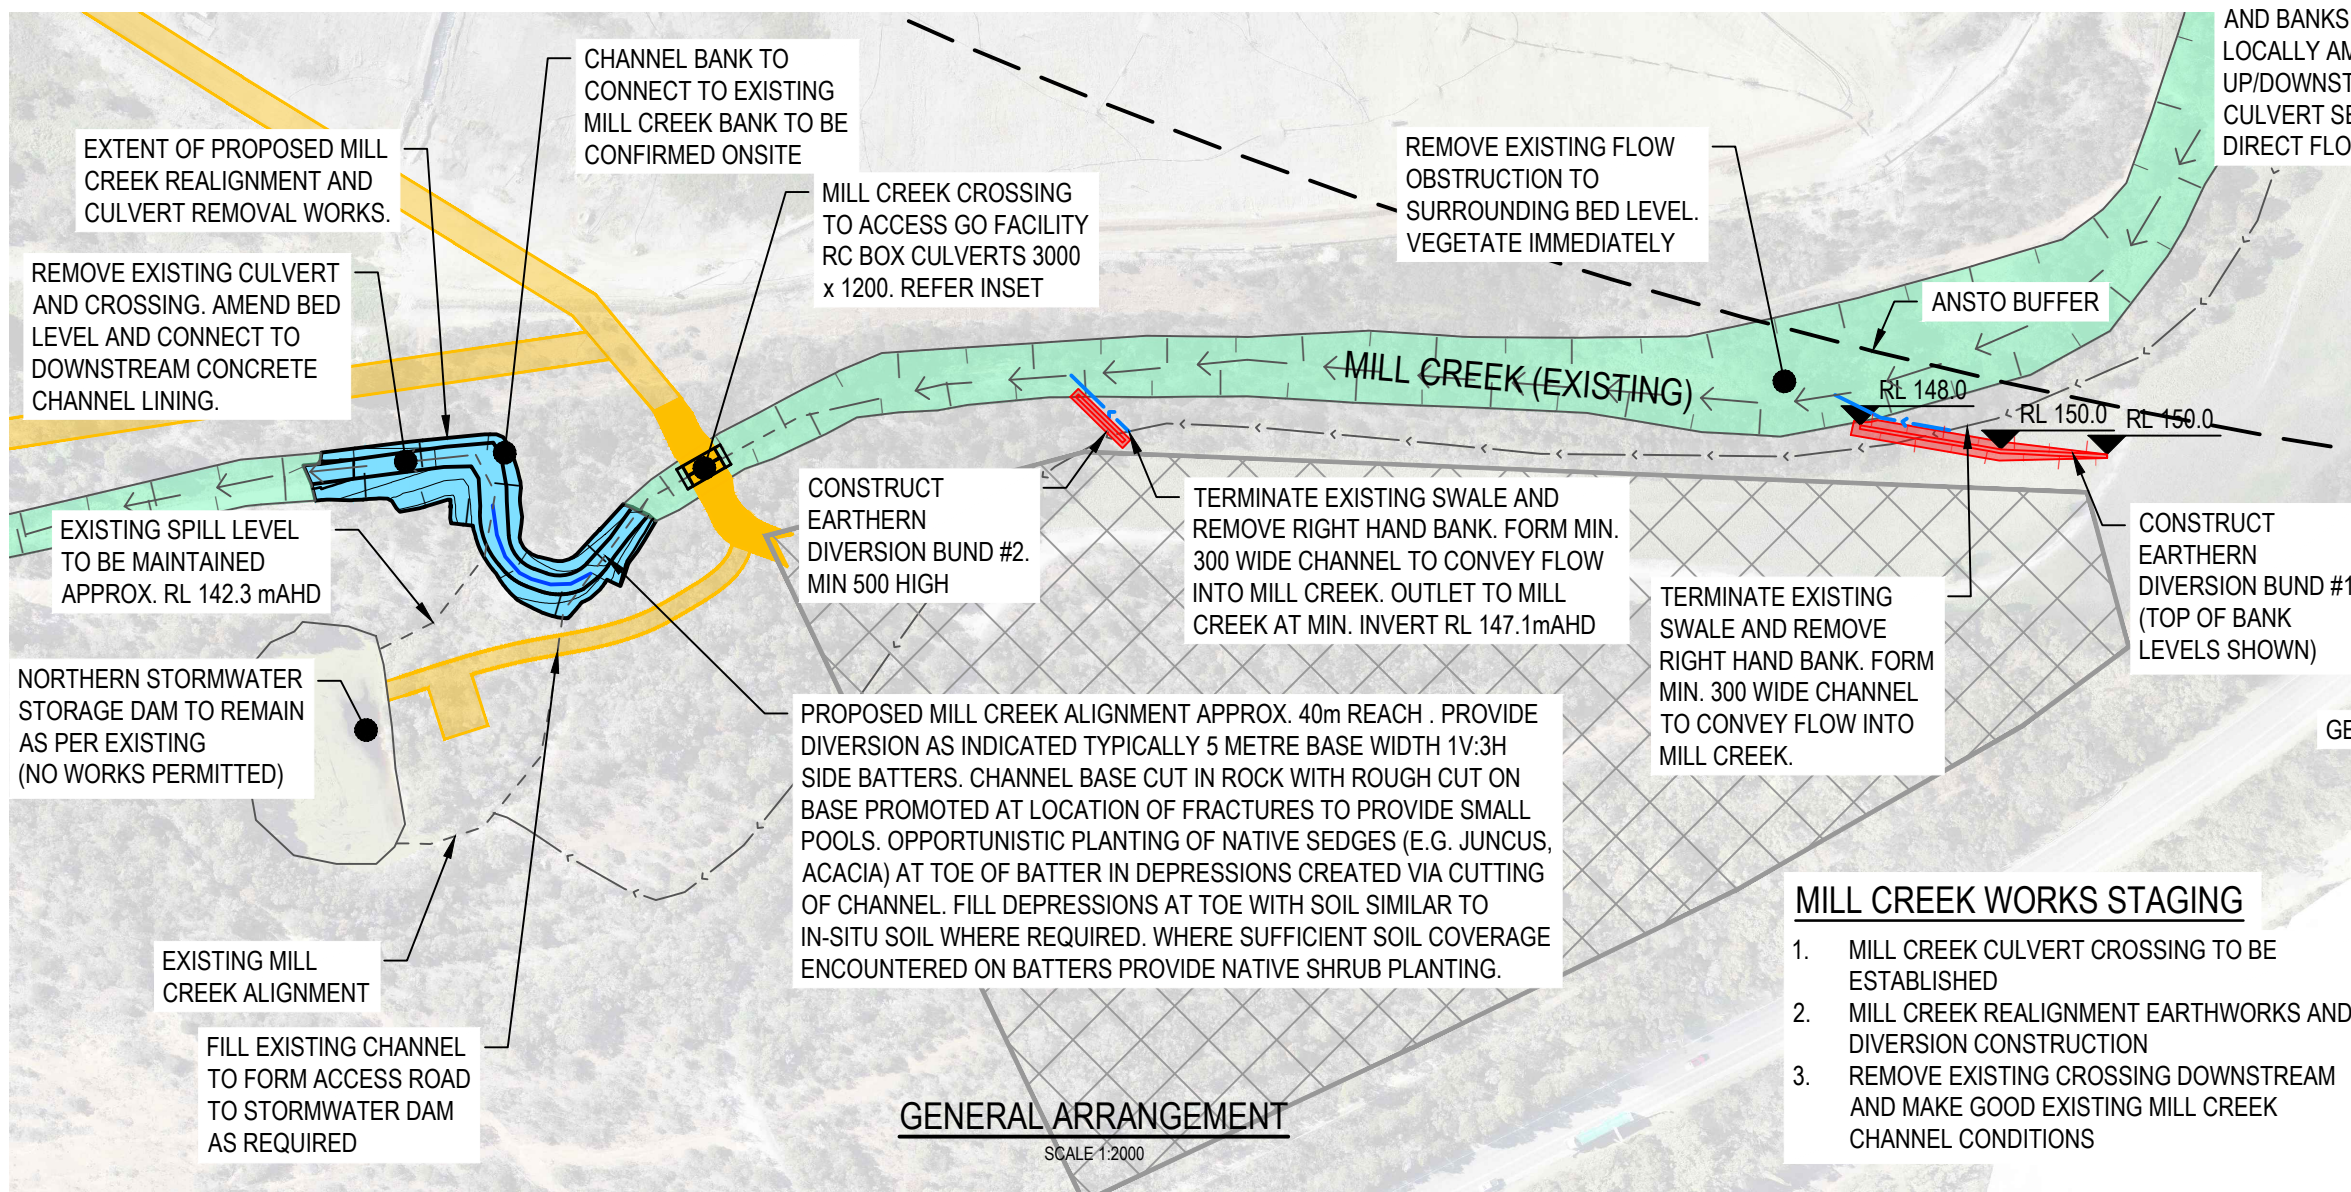 CHANNEL BANK TO
CONNECT TO EXISTING
MILL CREEK BANK TO BE
CONFIRMED ONSITE
EXTENT OF PROPOSED MILL
CREEK REALIGNMENT AND
CULVERT REMOVAL WORKS.
MILL CREEK CROSSING
TO ACCESS GO FACILITY
RC BOX CULVERTS 3000
x 1200. REFER INSET
REMOVE EXISTING FLOW
OBSTRUCTION TO
SURROUNDING BED LEVEL.
VEGETATE IMMEDIATELY
AND BANKS
LOCALLY AM
UP/DOWNST
CULVERT SE
DIRECT FLO
REMOVE EXISTING CULVERT
AND CROSSING. AMEND BED
LEVEL AND CONNECT TO
DOWNSTREAM CONCRETE
CHANNEL LINING.
ANSTO BUFFER
MILL CREEK (EXISTING)
RL 148.0
RL 150.0
RL 150.0
EXISTING SPILL LEVEL
TO BE MAINTAINED
APPROX. RL 142.3 mAHD
CONSTRUCT
EARTHERN
DIVERSION BUND #2.
MIN 500 HIGH
TERMINATE EXISTING SWALE AND
REMOVE RIGHT HAND BANK. FORM MIN.
300 WIDE CHANNEL TO CONVEY FLOW
INTO MILL CREEK. OUTLET TO MILL
CREEK AT MIN. INVERT RL 147.1mAHD
TERMINATE EXISTING
SWALE AND REMOVE
RIGHT HAND BANK. FORM
MIN. 300 WIDE CHANNEL
TO CONVEY FLOW INTO
MILL CREEK.
CONSTRUCT
EARTHERN
DIVERSION BUND #1
(TOP OF BANK
LEVELS SHOWN)
GE
NORTHERN STORMWATER
STORAGE DAM TO REMAIN
AS PER EXISTING
(NO WORKS PERMITTED)
PROPOSED MILL CREEK ALIGNMENT APPROX. 40m REACH . PROVIDE
DIVERSION AS INDICATED TYPICALLY 5 METRE BASE WIDTH 1V:3H
SIDE BATTERS. CHANNEL BASE CUT IN ROCK WITH ROUGH CUT ON
BASE PROMOTED AT LOCATION OF FRACTURES TO PROVIDE SMALL
POOLS. OPPORTUNISTIC PLANTING OF NATIVE SEDGES (E.G. JUNCUS,
ACACIA) AT TOE OF BATTER IN DEPRESSIONS CREATED VIA CUTTING
OF CHANNEL. FILL DEPRESSIONS AT TOE WITH SOIL SIMILAR TO
IN-SITU SOIL WHERE REQUIRED. WHERE SUFFICIENT SOIL COVERAGE
ENCOUNTERED ON BATTERS PROVIDE NATIVE SHRUB PLANTING.
EXISTING MILL
CREEK ALIGNMENT
FILL EXISTING CHANNEL
TO FORM ACCESS ROAD
TO STORMWATER DAM
AS REQUIRED
MILL CREEK WORKS STAGING
1. MILL CREEK CULVERT CROSSING TO BE
ESTABLISHED
2. MILL CREEK REALIGNMENT EARTHWORKS AND
DIVERSION CONSTRUCTION
3. REMOVE EXISTING CROSSING DOWNSTREAM
AND MAKE GOOD EXISTING MILL CREEK
CHANNEL CONDITIONS
GENERAL ARRANGEMENT
SCALE 1:2000